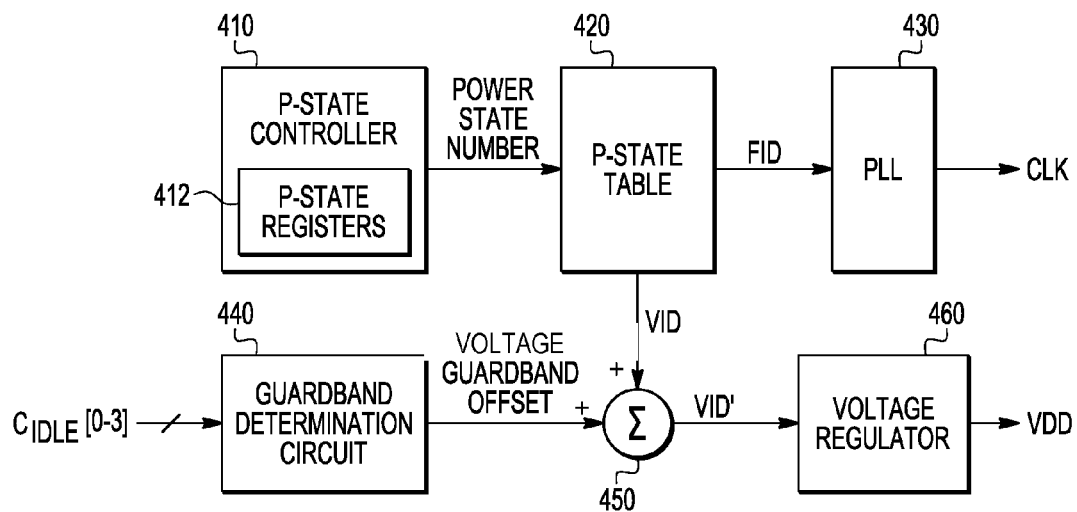 410
P-STATE
CONTROLLER
412
P-STATE
REGISTERS
POWER
STATE
NUMBER
420
P-STATE
TABLE
FID
430
PLL
CLK
VID
440
GUARDBAND
DETERMINATION
CIRCUIT
C_IDLE [0-3]
VOLTAGE
GUARDBAND
OFFSET
+
+
Σ
450
VID'
460
VOLTAGE
REGULATOR
VDD